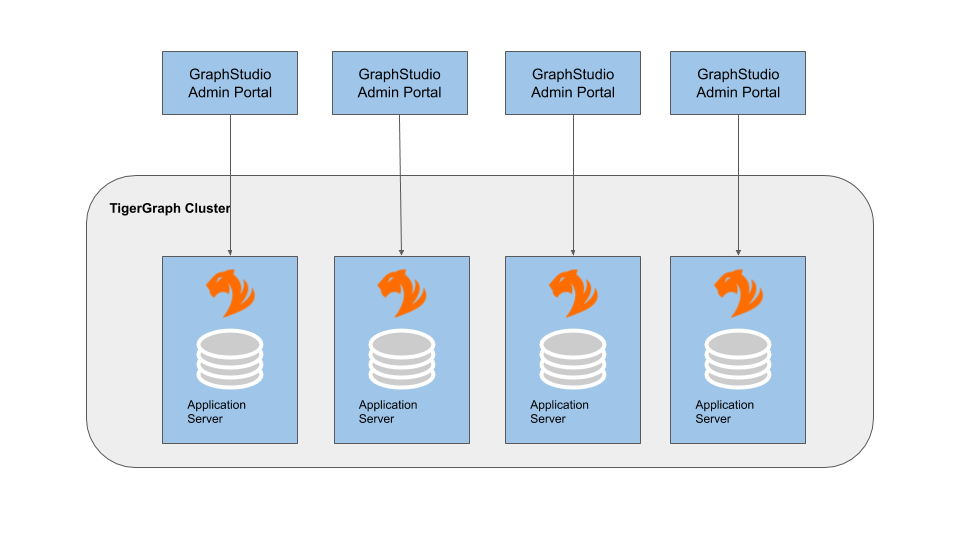 GraphStudio
Admin Portal
GraphStudio
Admin Portal
GraphStudio
Admin Portal
GraphStudio
Admin Portal
TigerGraph Cluster
Application
Server
Application
Server
Application
Server
Application
Server